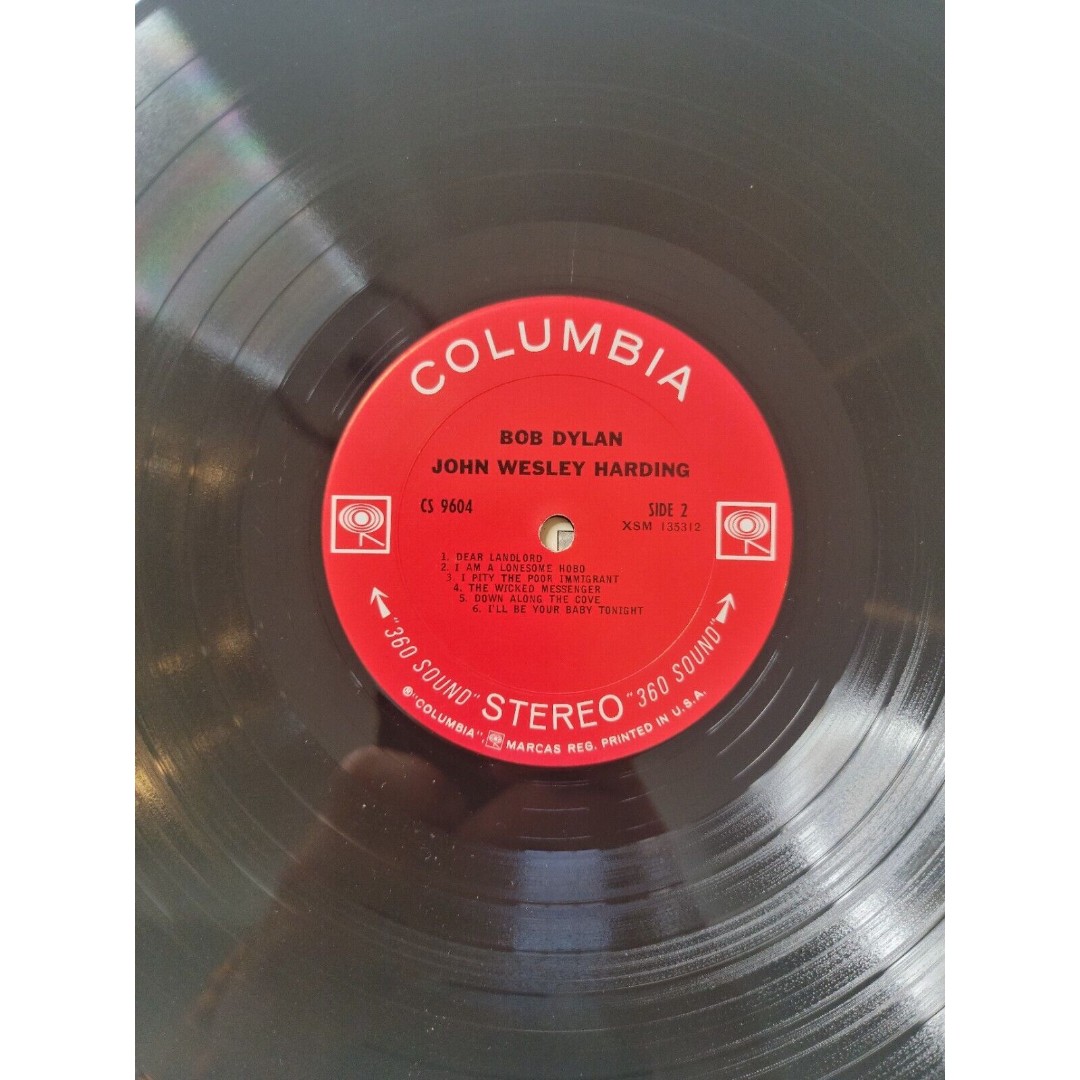 COLUMBIA
BOB DYLAN
JOHN WESLEY HARDING
CS 9604
SIDE 2
XSM 135312
1. DEAR LANDLORD
2. I AM A LONESOME HOBO
3. I PITY THE POOR IMMIGRANT
4. THE WICKED MESSENGER
5. DOWN ALONG THE COVE
6. I'LL BE YOUR BABY TONIGHT
"360 SOUND" STEREO "360 SOUND"
℗"COLUMBIA", MARCAS REG. PRINTED IN U.S.A.